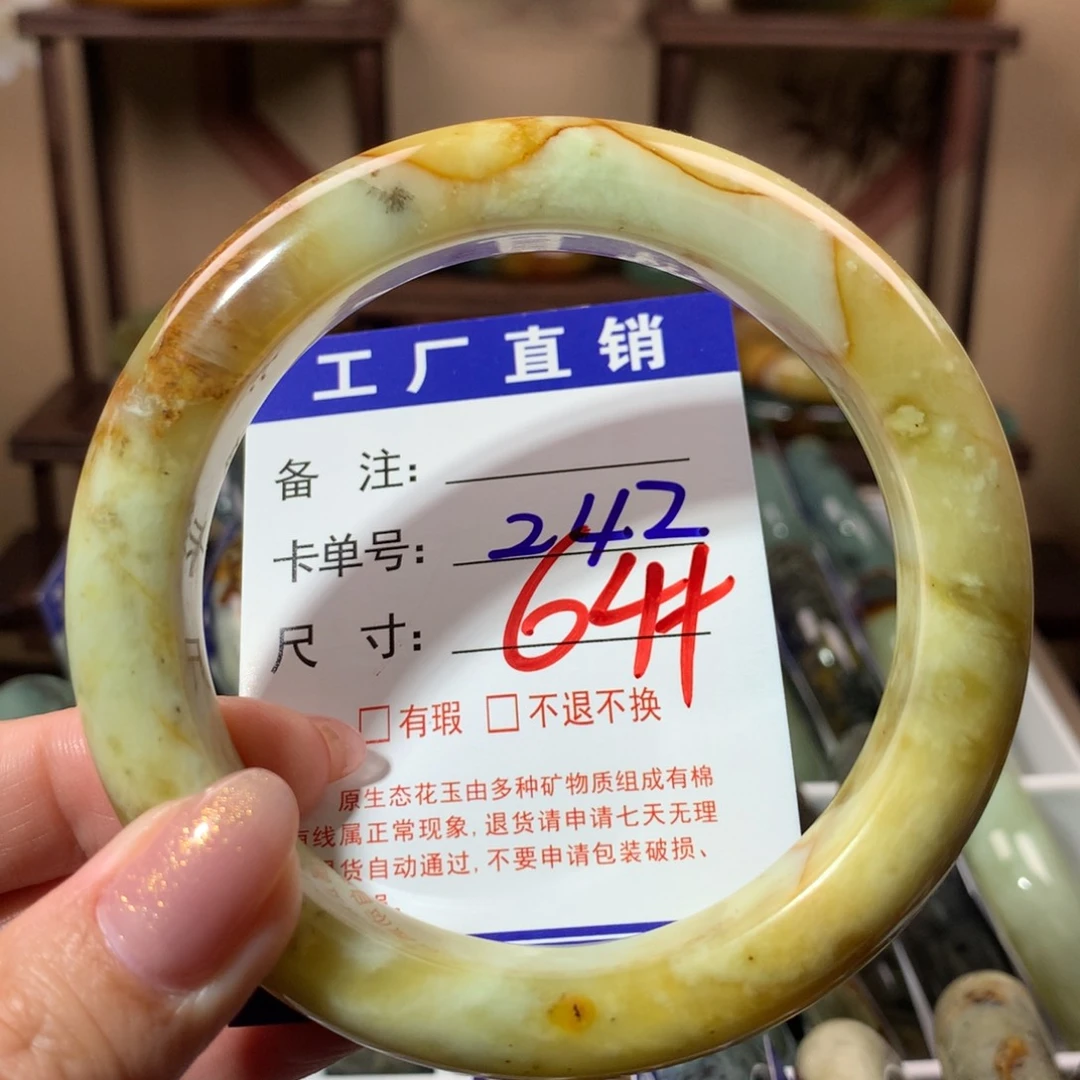 工厂直销
备 注:
卡单号: 242
尺 寸: 64
□有瑕 □不退不换
原生态花玉由多种矿物质组成有棉
有线属正常现象,退货请申请七天无理
货自动通过,不要申请包装破损、